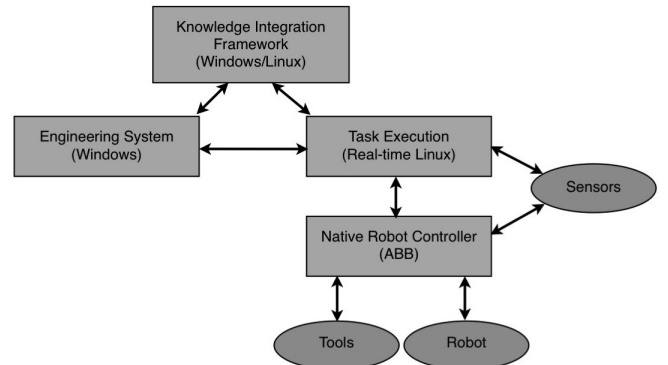 Knowledge Integration
Framework
(Windows/Linux)
Engineering System
(Windows)
Task Execution
(Real-time Linux)
Sensors
Native Robot Controller
(ABB)
Tools
Robot